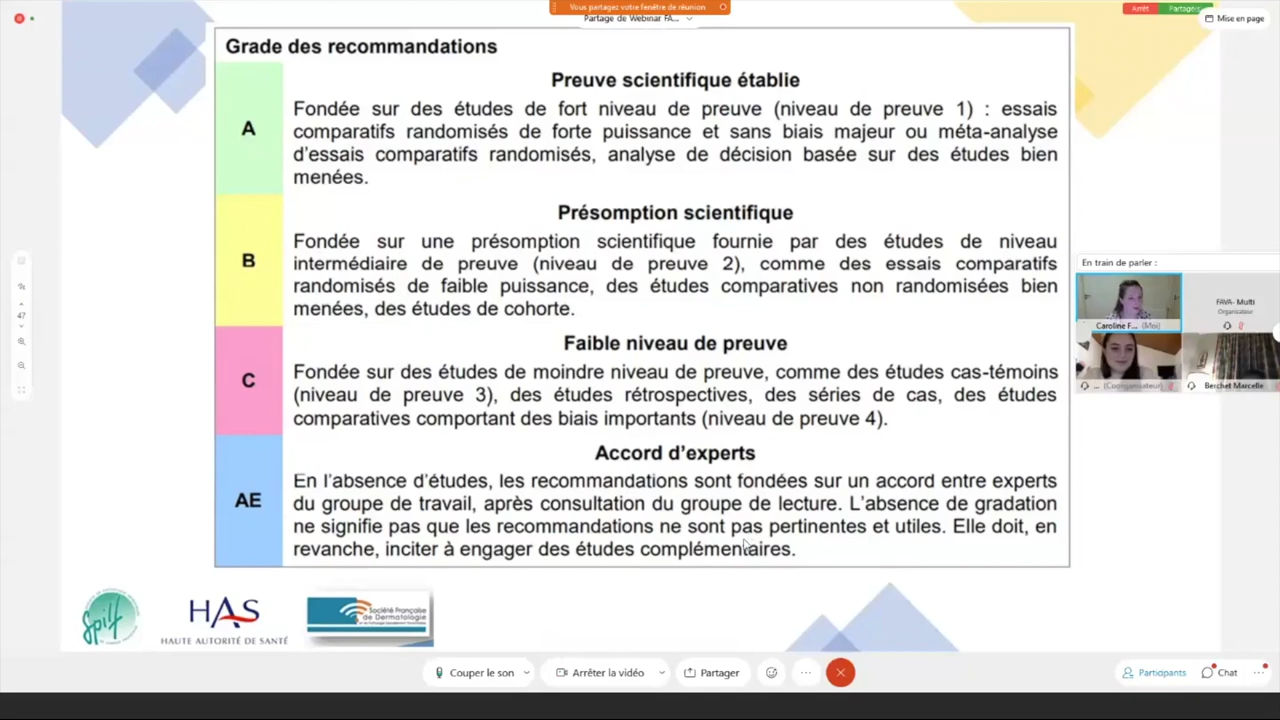 Vous partagez votre fenêtre de réunion
Partage de Webinar FA...
Arrêt
Mise en page
Grade des recommandations
A
Preuve scientifique établie
Fondée sur des études de fort niveau de preuve (niveau de preuve 1) : essais
comparatifs randomisés de forte puissance et sans biais majeur ou méta-analyse
d'essais comparatifs randomisés, analyse de décision basée sur des études bien
menées.
B
Présomption scientifique
Fondée sur une présomption scientifique fournie par des études de niveau
intermédiaire de preuve (niveau de preuve 2), comme des essais comparatifs
randomisés de faible puissance, des études comparatives non randomisées bien
menées, des études de cohorte.
C
Faible niveau de preuve
Fondée sur des études de moindre niveau de preuve, comme des études cas-témoins
(niveau de preuve 3), des études rétrospectives, des séries de cas, des études
comparatives comportant des biais importants (niveau de preuve 4).
AE
Accord d'experts
En l'absence d'études, les recommandations sont fondées sur un accord entre experts
du groupe de travail, après consultation du groupe de lecture. L'absence de gradation
ne signifie pas que les recommandations ne sont pas pertinentes et utiles. Elle doit, en
revanche, inciter à engager des études complémentaires.
47
En train de parler :
Caroline F... (Moi)
FAVA- Multi
Organisateur
... (Coorganisateur)
Berchet Marcelle
Spilf
HAS
HAUTE AUTORITÉ DE SANTÉ
Société Française
de Dermatologie
Couper le son
Arrêter la vidéo
Partager
...
Participants
Chat
...